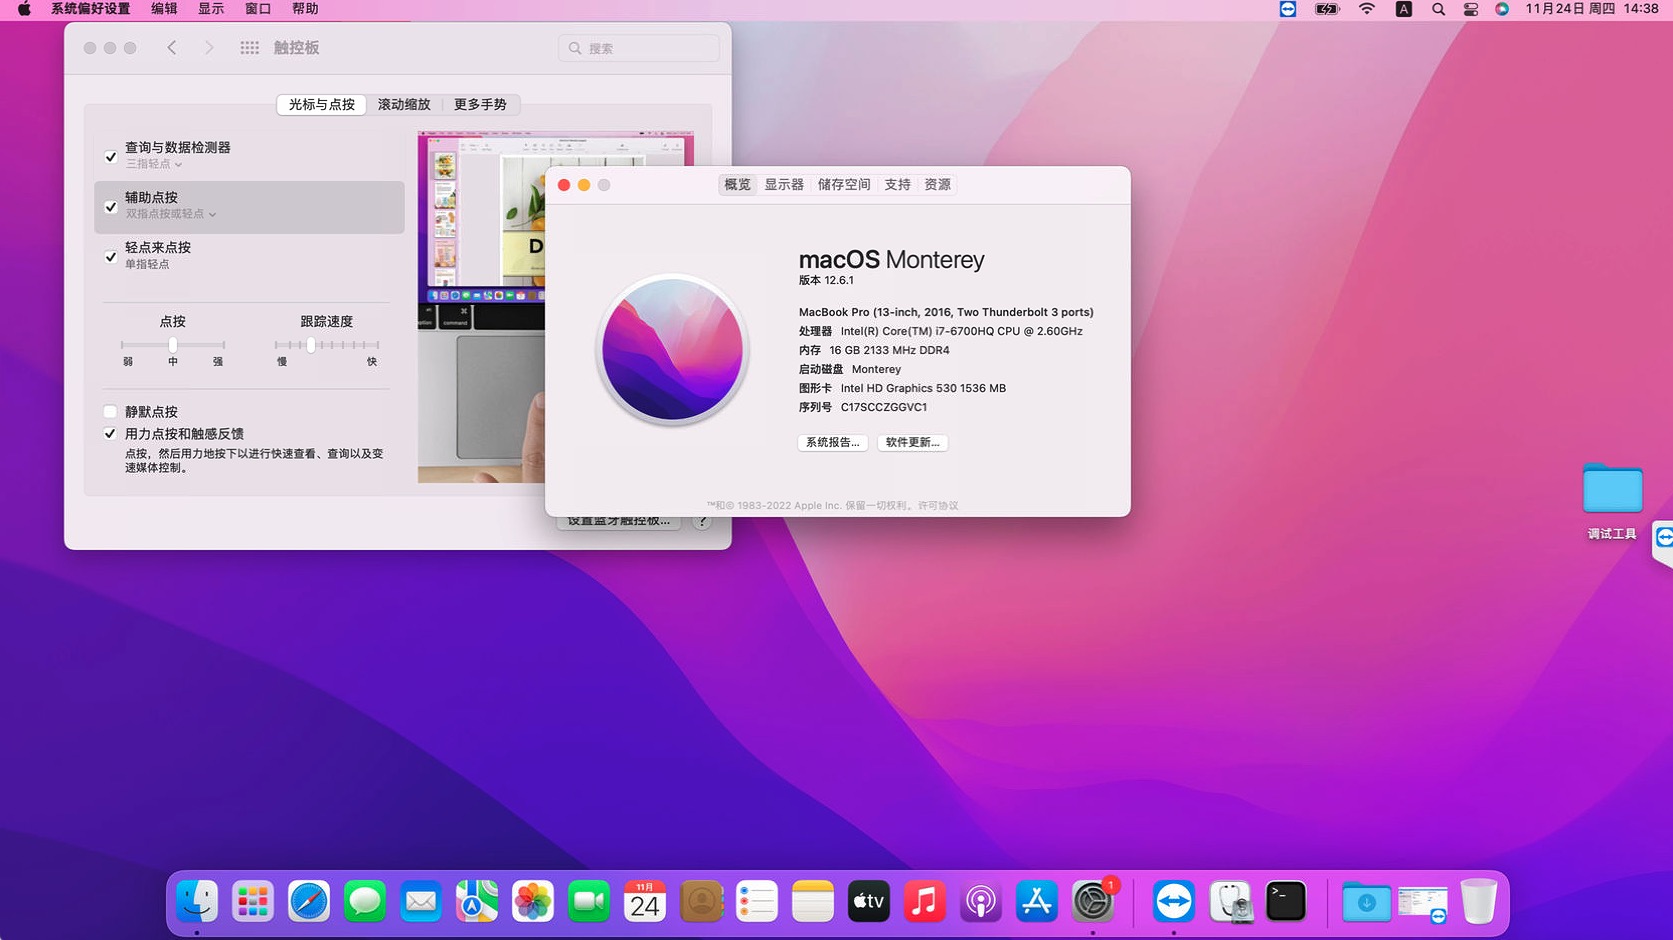 系统偏好设置 编辑 显示 窗口 帮助
A
11月24日 周四 14:38
触控板
搜索
光标与点按 滚动缩放 更多手势
查询与数据检测器
三指轻点
辅助点按
双指点按或轻点
轻点来点按
单指轻点
点按
弱 中 强
跟踪速度
慢 快
静默点按
用力点按和触感反馈
点按，然后用力地按下以进行快速查看、查询以及变
速媒体控制。
D
command
设置蓝牙触控板...
?
概览 显示器 储存空间 支持 资源
macOS Monterey
版本 12.6.1
MacBook Pro (13-inch, 2016, Two Thunderbolt 3 ports)
处理器 Intel(R) Core(TM) i7-6700HQ CPU @ 2.60GHz
内存 16 GB 2133 MHz DDR4
启动磁盘 Monterey
图形卡 Intel HD Graphics 530 1536 MB
序列号 C17SCCZGGVC1
系统报告... 软件更新...
™和© 1983-2022 Apple Inc. 保留一切权利。许可协议
调试工具
11月
24
tv
1
>_